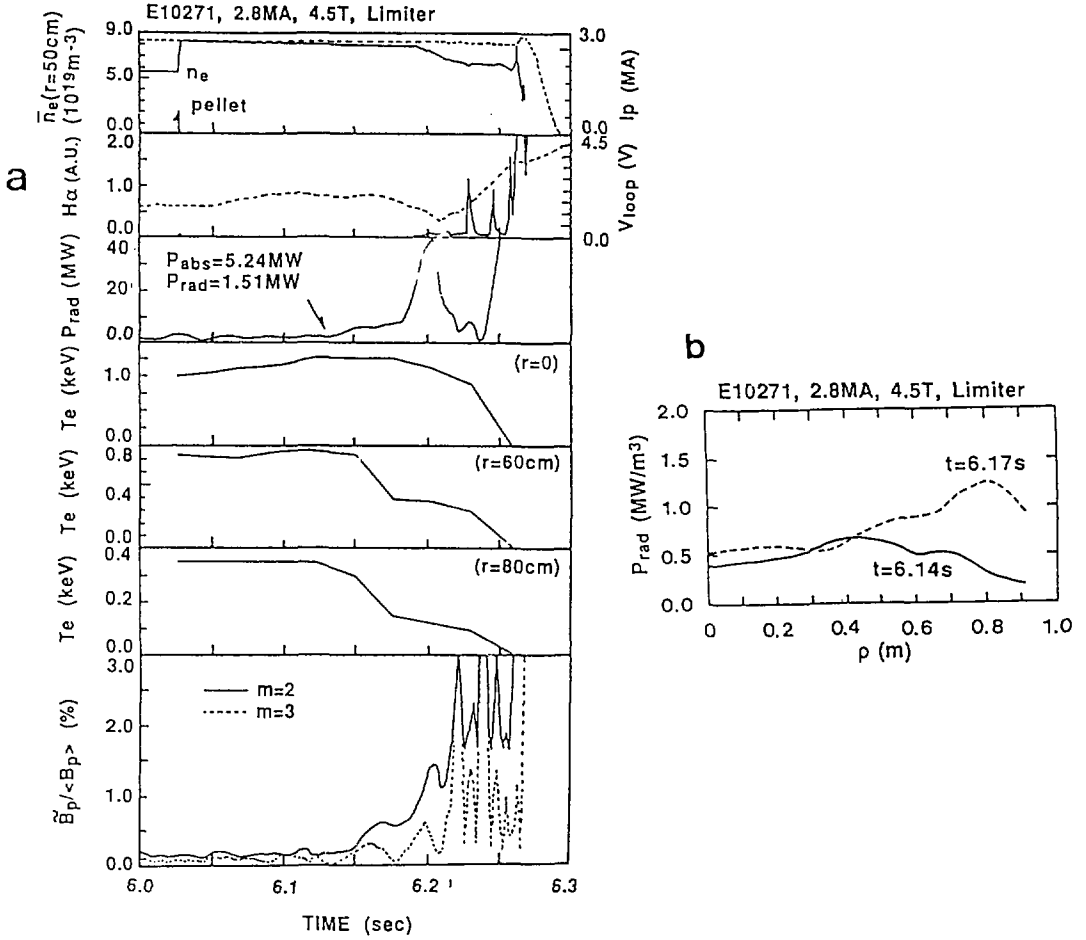 E10271, 2.8MA, 4.5T, Limiter
a
n̄e(r=50cm)
(10¹⁹m-3)
9.0
5.0
0.0
ne
pellet
3.0
0.0
Ip (MA)
Hα (A.U.)
2.0
1.0
0.0
4.5
0.0
Vloop (V)
Prad (MW)
40
20
0.0
Pabs=5.24MW
Prad=1.51MW
Te (keV)
1.0
0.0
(r=0)
Te (keV)
0.8
0.4
0.0
(r=60cm)
Te (keV)
0.4
0.2
0.0
(r=80cm)
B̃p/<Bp> (%)
3.0
2.0
1.0
0.0
m=2
m=3
6.0 6.1 6.2 6.3
TIME (sec)
b
E10271, 2.8MA, 4.5T, Limiter
Prad (MW/m³)
2.0
1.5
1.0
0.5
0.0
t=6.17s
t=6.14s
0 0.2 0.4 0.6 0.8 1.0
ρ (m)